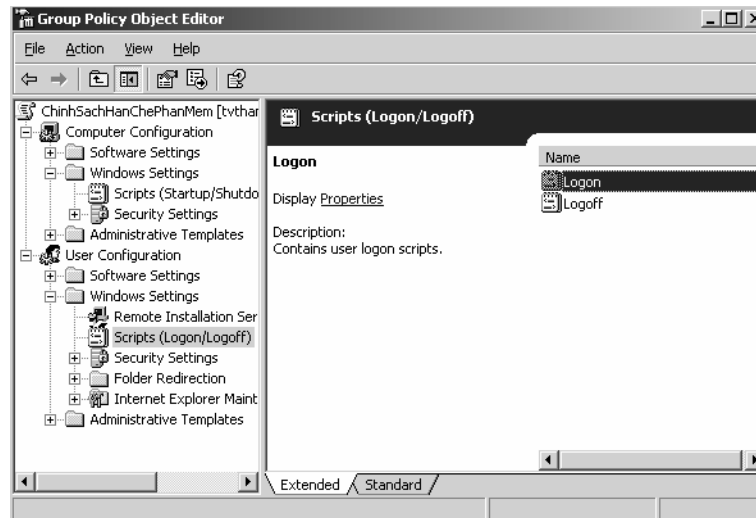 Group Policy Object Editor
File Action View Help
ChinhSachHanChePhanMem [tvthar
Computer Configuration
Software Settings
Windows Settings
Scripts (Startup/Shutdo
Security Settings
Administrative Templates
User Configuration
Software Settings
Windows Settings
Remote Installation Ser
Scripts (Logon/Logoff)
Security Settings
Folder Redirection
Internet Explorer Maint
Administrative Templates
Scripts (Logon/Logoff)
Logon
Display Properties
Description:
Contains user logon scripts.
Name
Logon
Logoff
Extended Standard